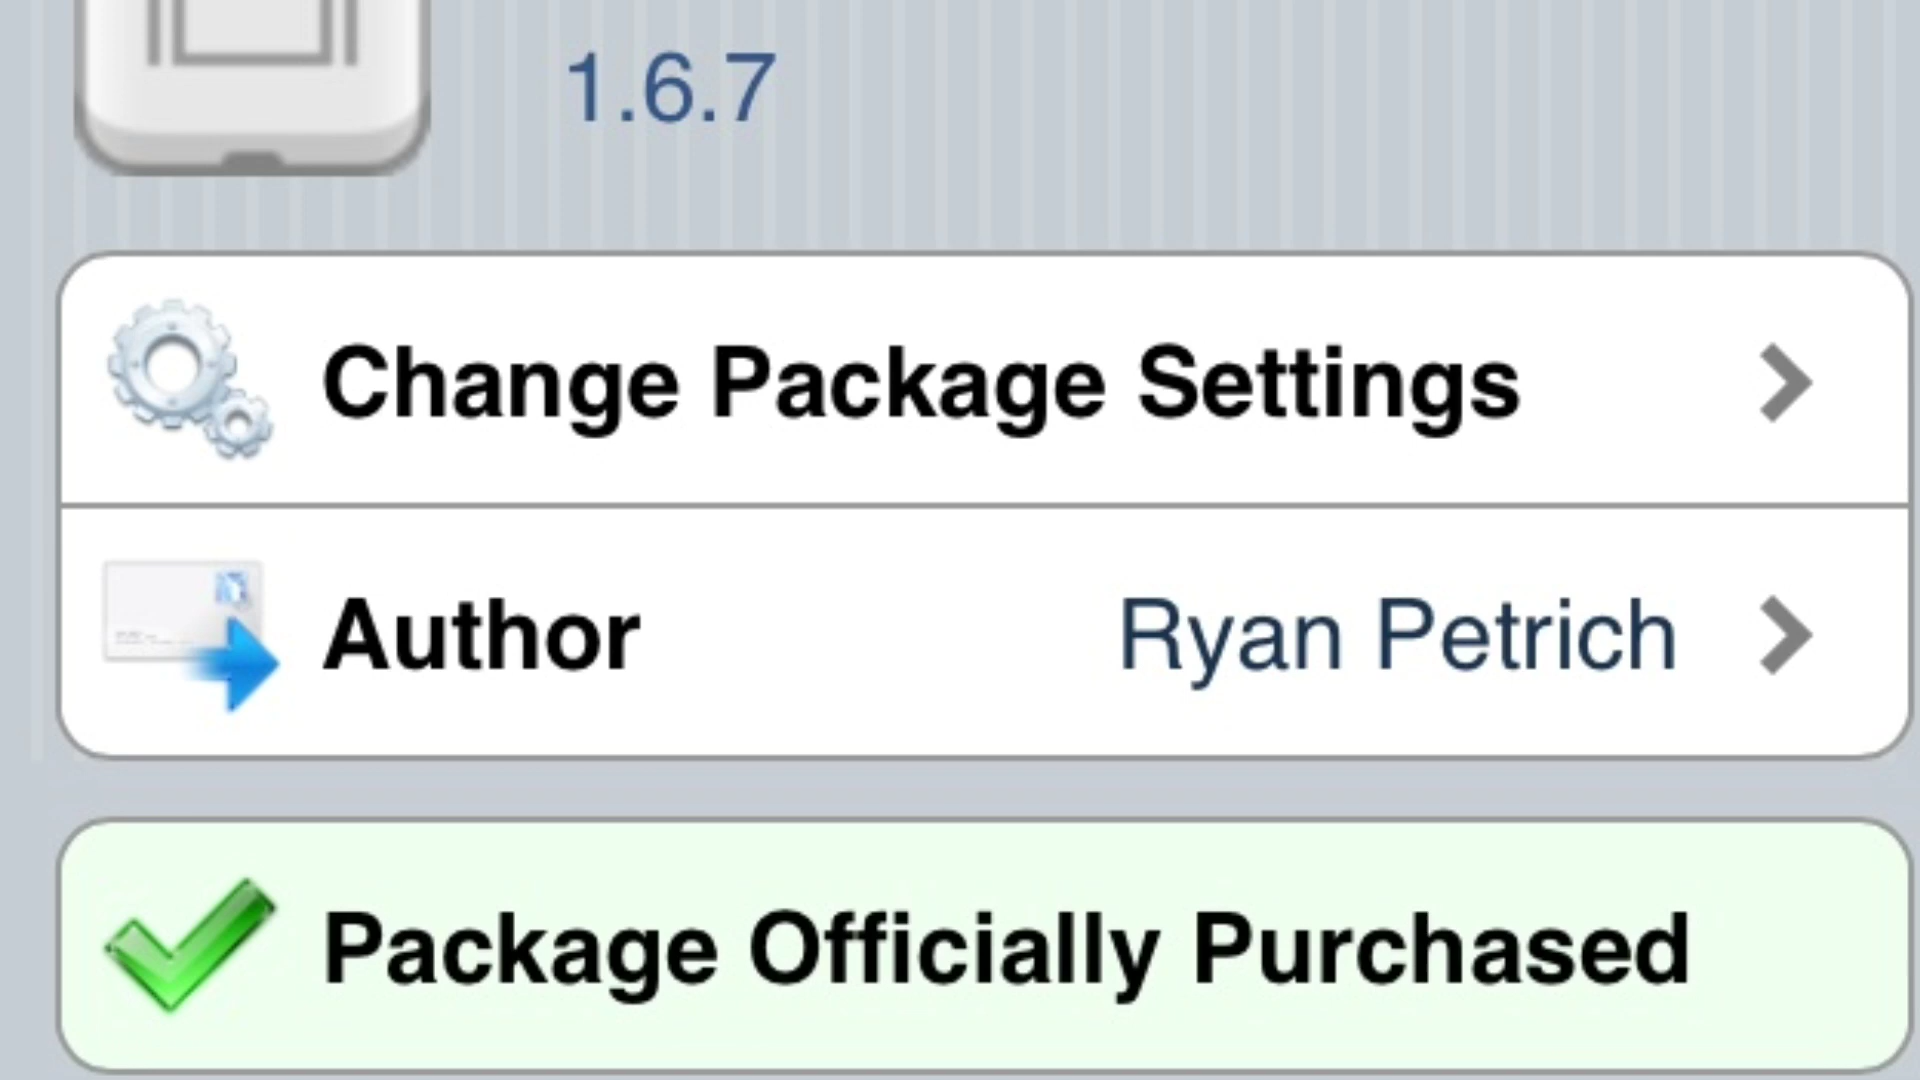 1.6.7
Change Package Settings
Author Ryan Petrich
Package Officially Purchased